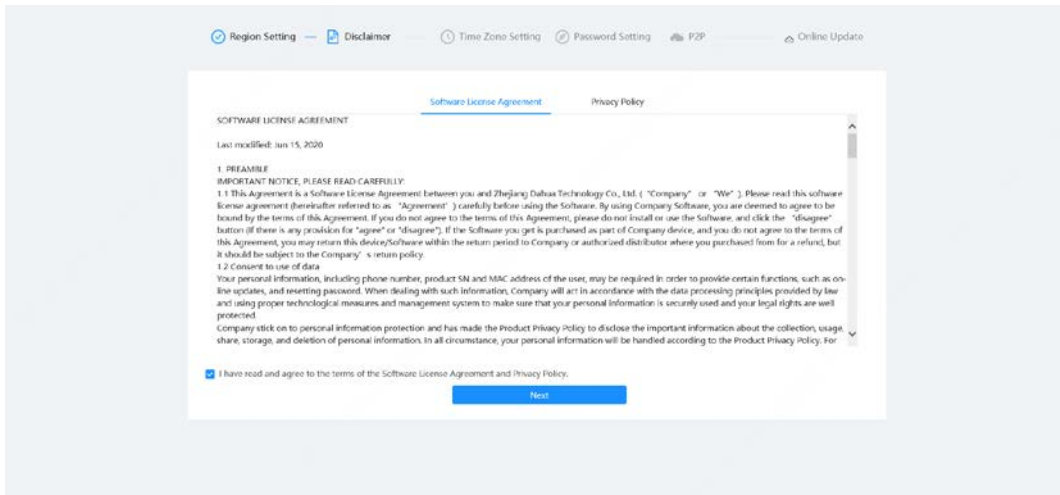 Region Setting
Disclaimer
Time Zone Setting
Password Setting
P2P
Online Update
Software License Agreement
Privacy Policy
SOFTWARE LICENSE AGREEMENT
Last modified: Jun 15, 2020
1. PREAMBLE
IMPORTANT NOTICE, PLEASE READ CAREFULLY:
1.1 This Agreement is a Software License Agreement between you and Zhejiang Dahua Technology Co., Ltd. ( "Company" or "We" ). Please read this software
license agreement (hereinafter referred to as "Agreement" ) carefully before using the Software. By using Company Software, you are deemed to agree to be
bound by the terms of this Agreement. If you do not agree to the terms of this Agreement, please do not install or use the Software, and click the "disagree"
button (if there is any provision for "agree" or "disagree"). If the Software you get is purchased as part of Company device, and you do not agree to the terms of
this Agreement, you may return this device/Software within the return period to Company or authorized distributor where you purchased from for a refund, but
it should be subject to the Company' s return policy.
1.2 Consent to use of data
Your personal information, including phone number, product SN and MAC address of the user, may be required in order to provide certain functions, such as on-
line updates, and resetting password. When dealing with such information, Company will act in accordance with the data processing principles provided by law
and using proper technological measures and management system to make sure that your personal information is securely used and your legal rights are well
protected.
Company stick on to personal information protection and has made the Product Privacy Policy to disclose the important information about the collection, usage,
share, storage, and deletion of personal information. In all circumstance, your personal information will be handled according to the Product Privacy Policy. For
I have read and agree to the terms of the Software License Agreement and Privacy Policy.
Next